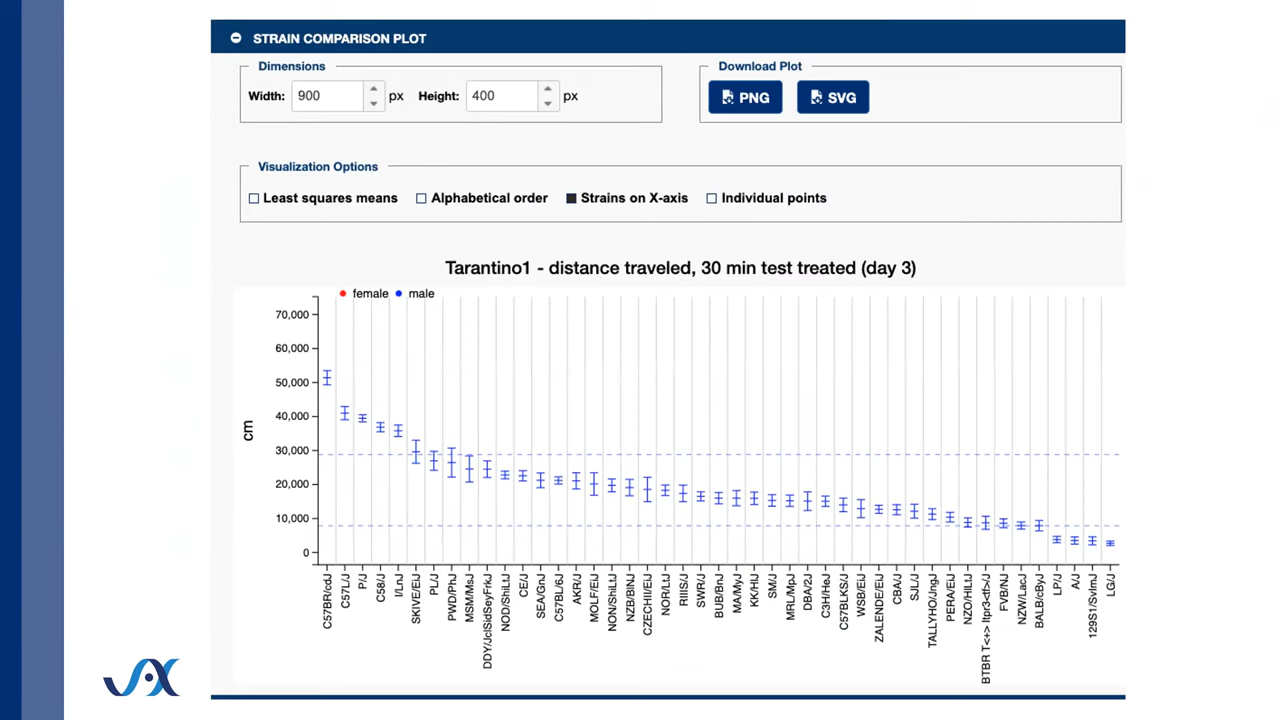 STRAIN COMPARISON PLOT
Dimensions
Download Plot
Width: 900 px Height: 400 px
PNG SVG
Visualization Options
Least squares means Alphabetical order Strains on X-axis Individual points
Tarantino1 - distance traveled, 30 min test treated (day 3)
female male
70,000
60,000
50,000
40,000
30,000
20,000
10,000
0
cm
C57BR/cdJ
C57L/J
P/J
C58/J
I/LnJ
SKIVE/EiJ
PL/J
PWD/PhJ
MSM/MsJ
DDY/JclSidSeyFrkJ
NOD/ShiLtJ
CE/J
SEA/GnJ
C57BL/6J
AKR/J
MOLF/EiJ
NON/ShiLtJ
NZB/BlNJ
CZECHII/EiJ
NOR/LtJ
RIIIS/J
SWR/J
BUB/BnJ
MA/MyJ
KK/HlJ
SM/J
MRL/MpJ
DBA/2J
C3H/HeJ
C57BLKS/J
WSB/EiJ
ZALENDE/EiJ
CBA/J
SJL/J
TALLYHO/JngJ
PERA/EiJ
NZO/HlLtJ
BTBR T<+> Itpr3<tf>/J
FVB/NJ
NZW/LacJ
BALB/cByJ
LP/J
A/J
129S1/SvImJ
LG/J
JAX